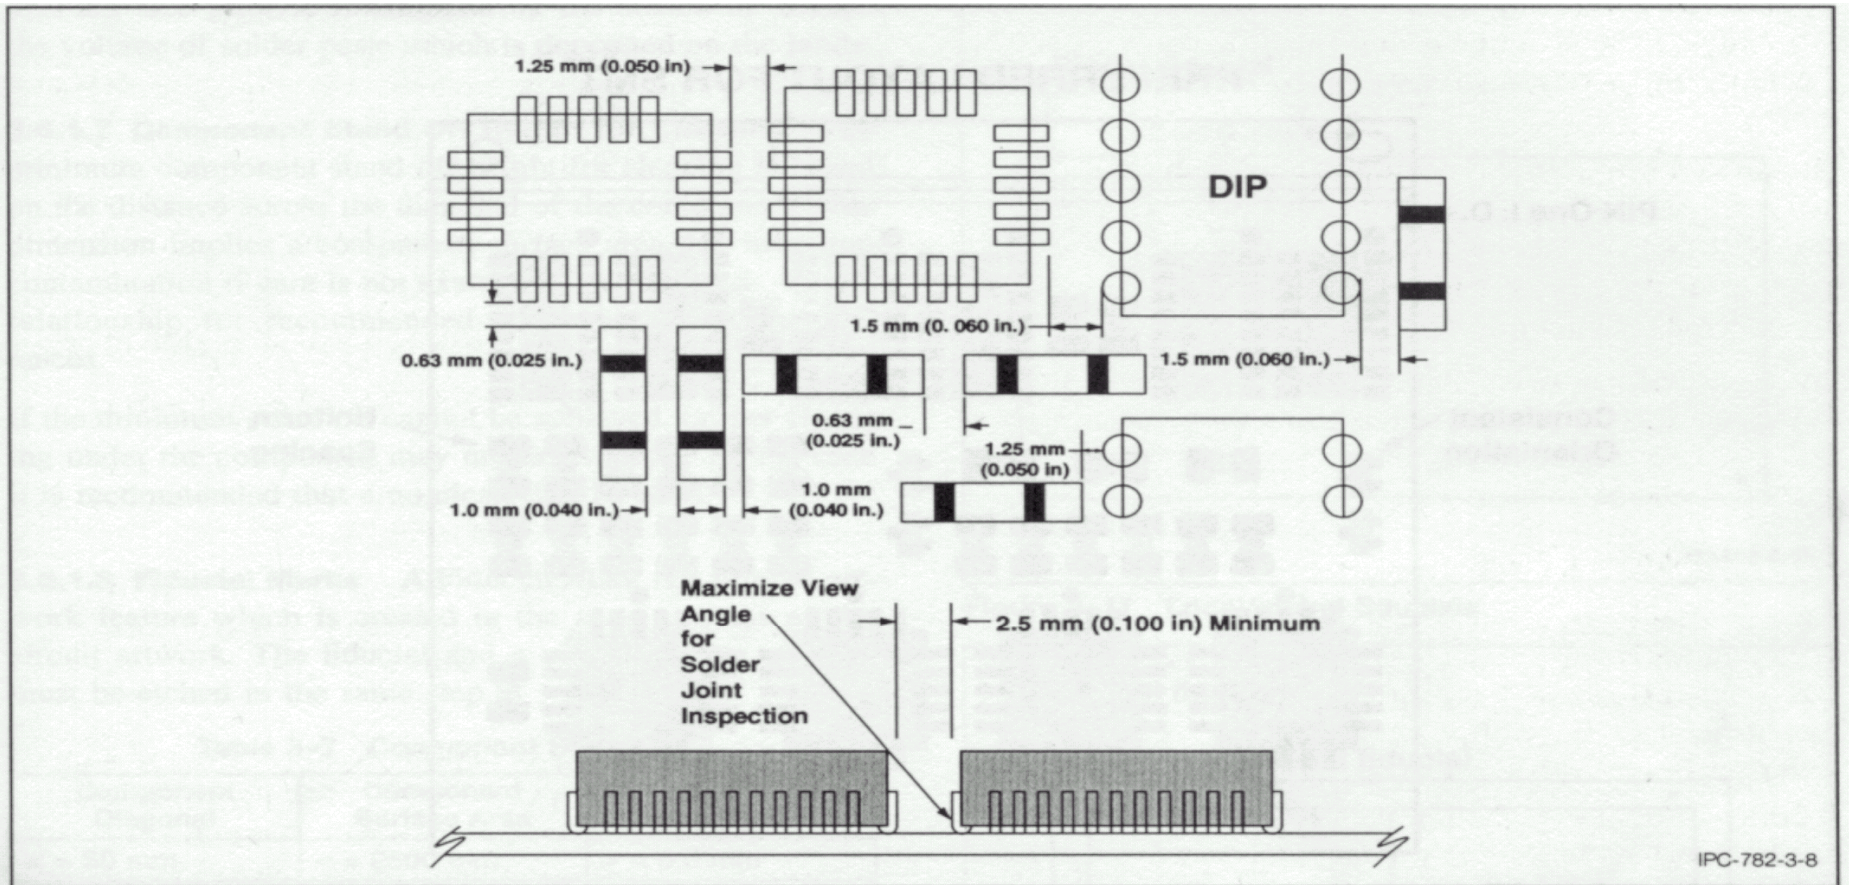 1.25 mm (0.050 in)
DIP
1.5 mm (0. 060 in.)
0.63 mm (0.025 in.)
1.5 mm (0.060 in.)
0.63 mm
(0.025 in.)
1.25 mm
(0.050 in)
1.0 mm (0.040 in.)
1.0 mm
(0.040 in.)
Maximize View
Angle
for
Solder
Joint
Inspection
2.5 mm (0.100 in) Minimum
IPC-782-3-8